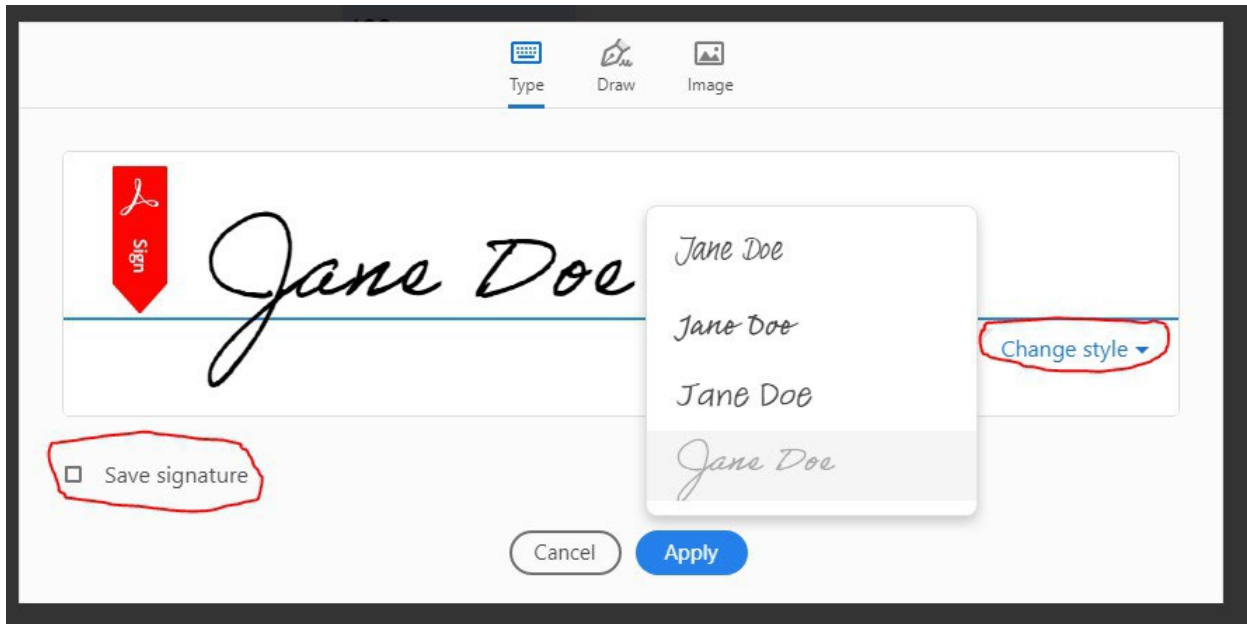 Type Draw Image
Sign
Jane Doe
Jane Doe
Jane Doe
Jane Doe
Jane Doe
Change style
Save signature
Cancel Apply